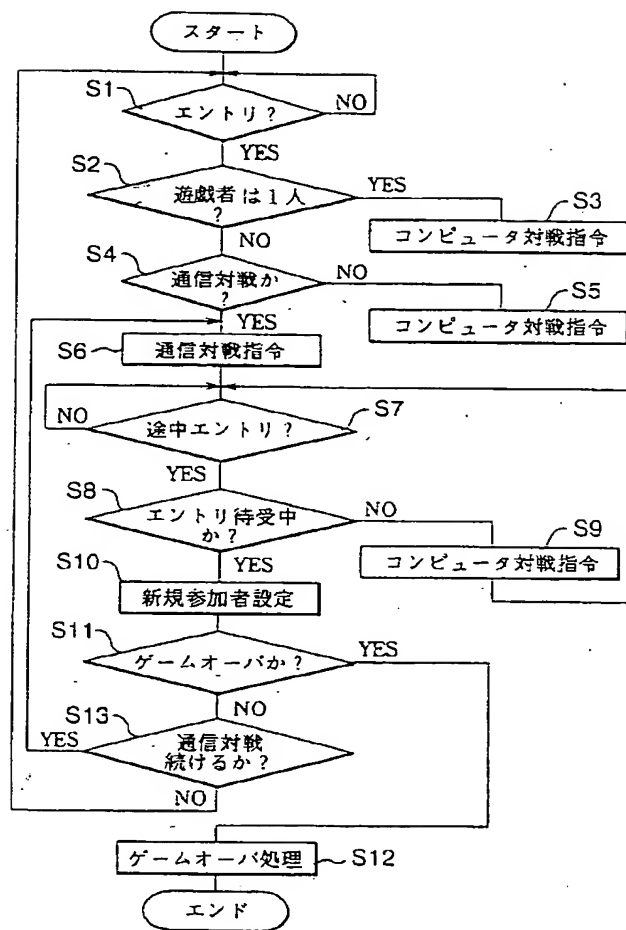 スタート
S1
エントリ?
NO
YES
S2
遊戯者は1人
?
YES
S3
コンピュータ対戦指令
NO
S4
通信対戦か
?
NO
S5
コンピュータ対戦指令
YES
S6
通信対戦指令
S7
NO
途中エントリ?
YES
S8
エントリ待受中
か?
NO
S9
コンピュータ対戦指令
YES
S10
新規参加者設定
S11
ゲームオーバか?
YES
NO
S13
YES
通信対戦
続けるか?
NO
ゲームオーバ処理
S12
エンド